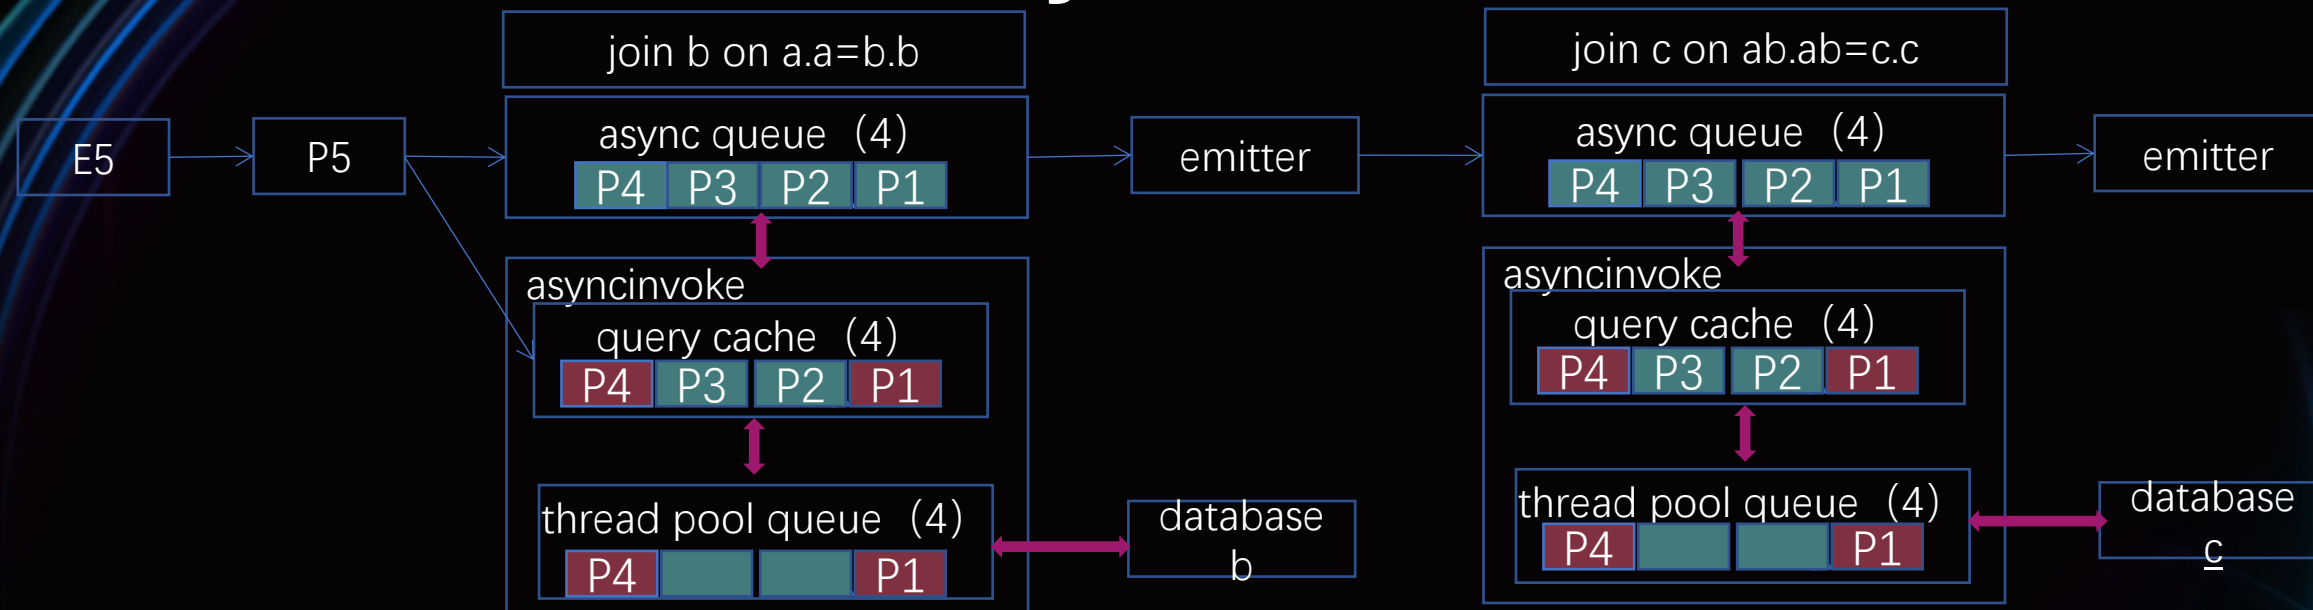 join b on a.a=b.b
join c on ab.ab=c.c
E5
P5
async queue（4）
P4 P3 P2 P1
emitter
async queue（4）
P4 P3 P2 P1
emitter
asyncinvoke
query cache（4）
P4 P3 P2 P1
thread pool queue（4）
P4 P1
database
b
asyncinvoke
query cache（4）
P4 P3 P2 P1
thread pool queue（4）
P4 P1
database
c